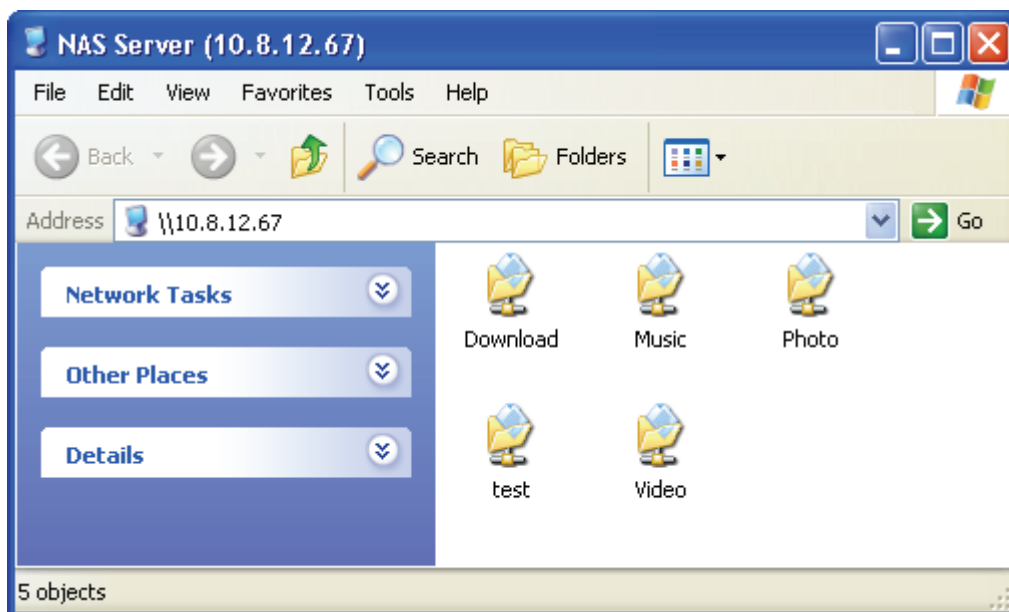 NAS Server (10.8.12.67)
File Edit View Favorites Tools Help
Back Search Folders
Address \\10.8.12.67 Go
Network Tasks
Other Places
Details
Download Music Photo
test Video
5 objects